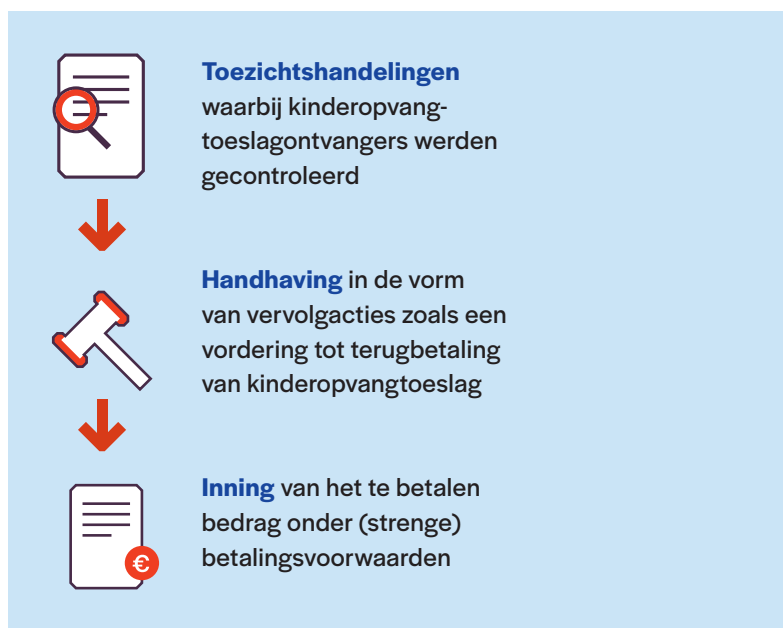 Toezichtshandelingen
waarbij kinderopvang-
toeslagontvangers werden
gecontroleerd
Handhaving in de vorm
van vervolgacties zoals een
vordering tot terugbetaling
van kinderopvangtoeslag
Inning van het te betalen
bedrag onder (strenge)
betalingsvoorwaarden
€